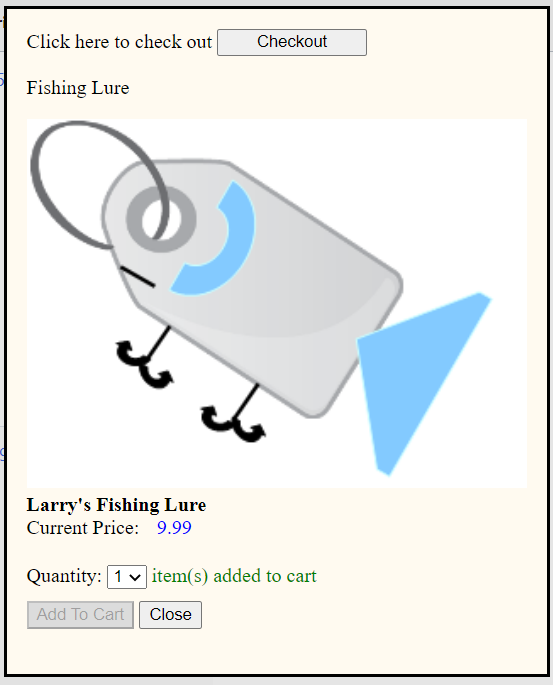 Click here to check out Checkout
Fishing Lure
Larry's Fishing Lure
Current Price: 9.99
Quantity: 1 item(s) added to cart
Add To Cart Close